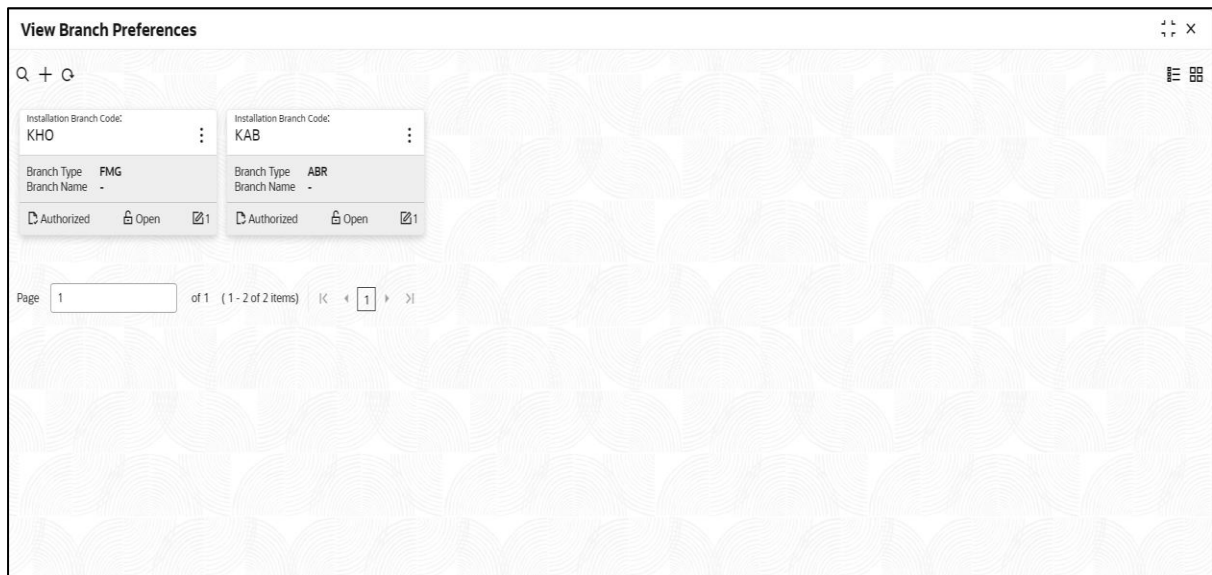 View Branch Preferences
Installation Branch Code:
KHO
Branch Type FMG
Branch Name -
Authorized Open 1
Installation Branch Code:
KAB
Branch Type ABR
Branch Name -
Authorized Open 1
Page 1 of 1 (1 - 2 of 2 items) 1